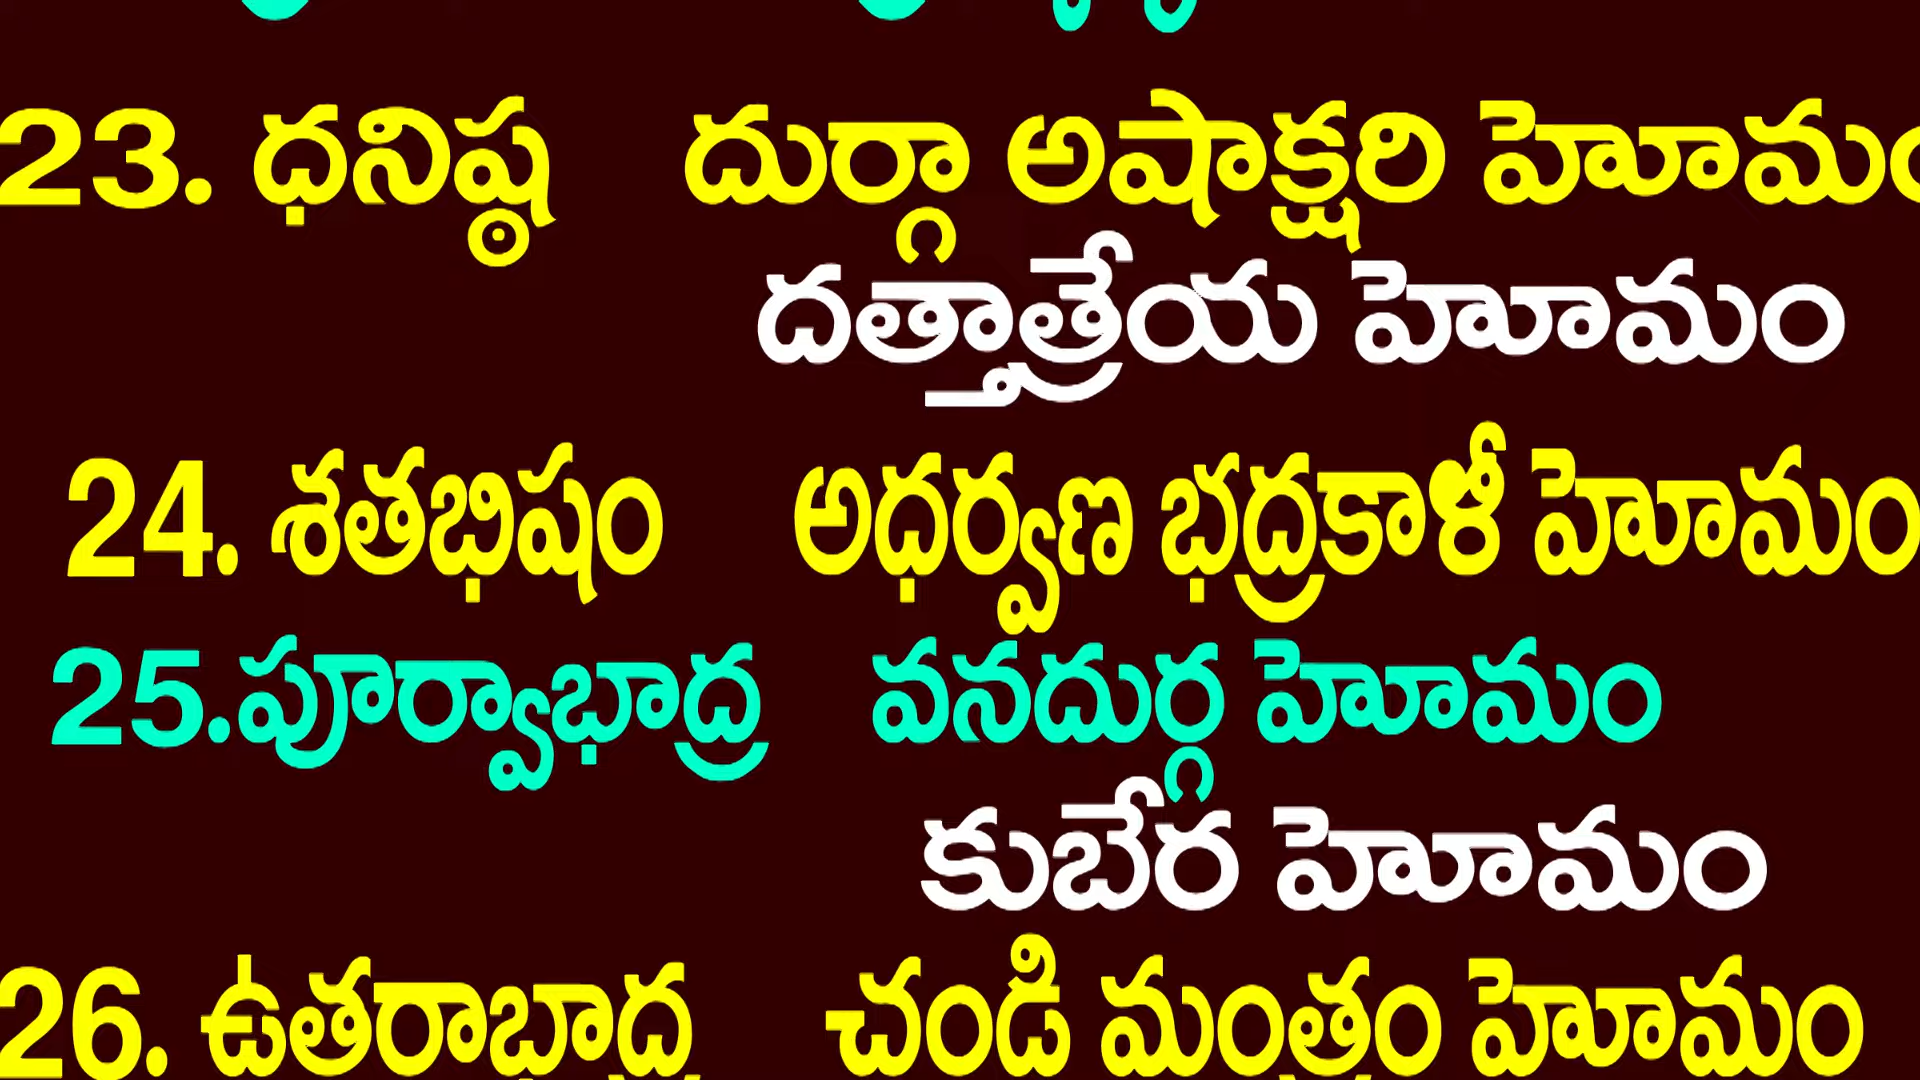 23. ధనిష్ఠ దుర్గా అషాక్షరి హెూమం
దత్తాత్రేయ హెూమం
24. శతభిషం అధర్వణ భద్రకాళీ హెూమం
25.పూర్వాభాద్ర వనదుర్గ హెూమం
కుబేర హెూమం
26. ఉతరాభాద్ర చండి మంత్రం హెూమం